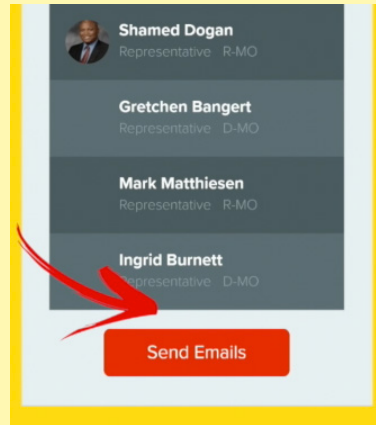 Shamed Dogan
Representative R-MO
Gretchen Bangert
Representative D-MO
Mark Matthiesen
Representative R-MO
Ingrid Burnett
Representative D-MO
Send Emails